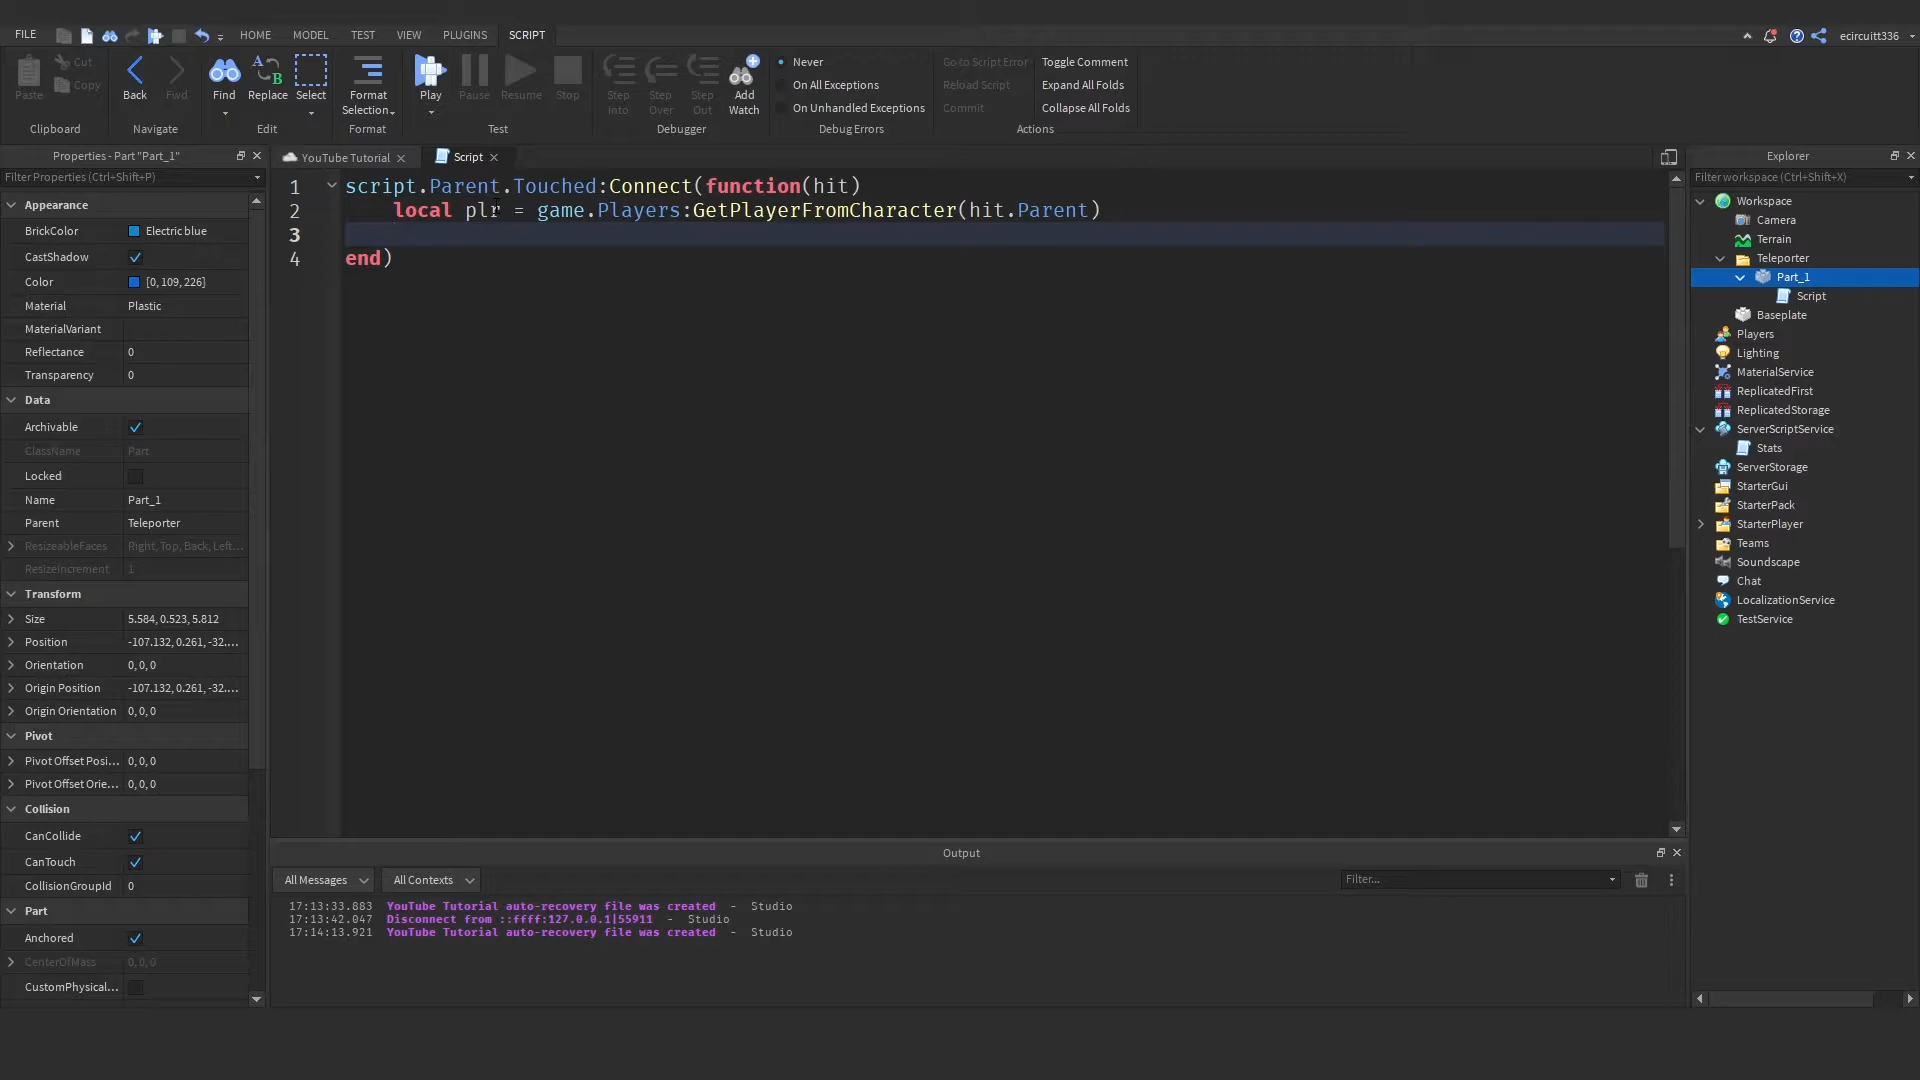 FILE HOME MODEL TEST VIEW PLUGINS SCRIPT ecircuitt336
Paste Cut Copy Clipboard
Back Fwd Navigate
Find Replace Select Edit
Format Selection Format
Play Pause Resume Stop Test
Step Into Step Over Step Out Add Watch Debugger
Never
On All Exceptions
On Unhandled Exceptions
Debug Errors
Go to Script Error Toggle Comment
Reload Script Expand All Folds
Commit Collapse All Folds
Actions
Properties - Part "Part_1"
Filter Properties (Ctrl+Shift+P)
Appearance
BrickColor Electric blue
CastShadow
Color [0, 109, 226]
Material Plastic
MaterialVariant
Reflectance 0
Transparency 0
Data
Archivable
ClassName Part
Locked
Name Part_1
Parent Teleporter
ResizeableFaces Right, Top, Back, Left...
ResizeIncrement 1
Transform
Size 5.584, 0.523, 5.812
Position -107.132, 0.261, -32....
Orientation 0, 0, 0
Origin Position -107.132, 0.261, -32....
Origin Orientation 0, 0, 0
Pivot
Pivot Offset Posi... 0, 0, 0
Pivot Offset Orie... 0, 0, 0
Collision
CanCollide
CanTouch
CollisionGroupId 0
Part
Anchored
CenterOfMass 0, 0, 0
CustomPhysical...
YouTube Tutorial Script
1 script.Parent.Touched:Connect(function(hit)
2 local plr = game.Players:GetPlayerFromCharacter(hit.Parent)
3
4 end)
Output
All Messages All Contexts Filter...
17:13:33.883 YouTube Tutorial auto-recovery file was created - Studio
17:13:42.047 Disconnect from ::ffff:127.0.0.1|55911 - Studio
17:14:13.921 YouTube Tutorial auto-recovery file was created - Studio
Explorer
Filter workspace (Ctrl+Shift+X)
Workspace
Camera
Terrain
Teleporter
Part_1
Script
Baseplate
Players
Lighting
MaterialService
ReplicatedFirst
ReplicatedStorage
ServerScriptService
Stats
ServerStorage
StarterGui
StarterPack
StarterPlayer
Teams
Soundscape
Chat
LocalizationService
TestService